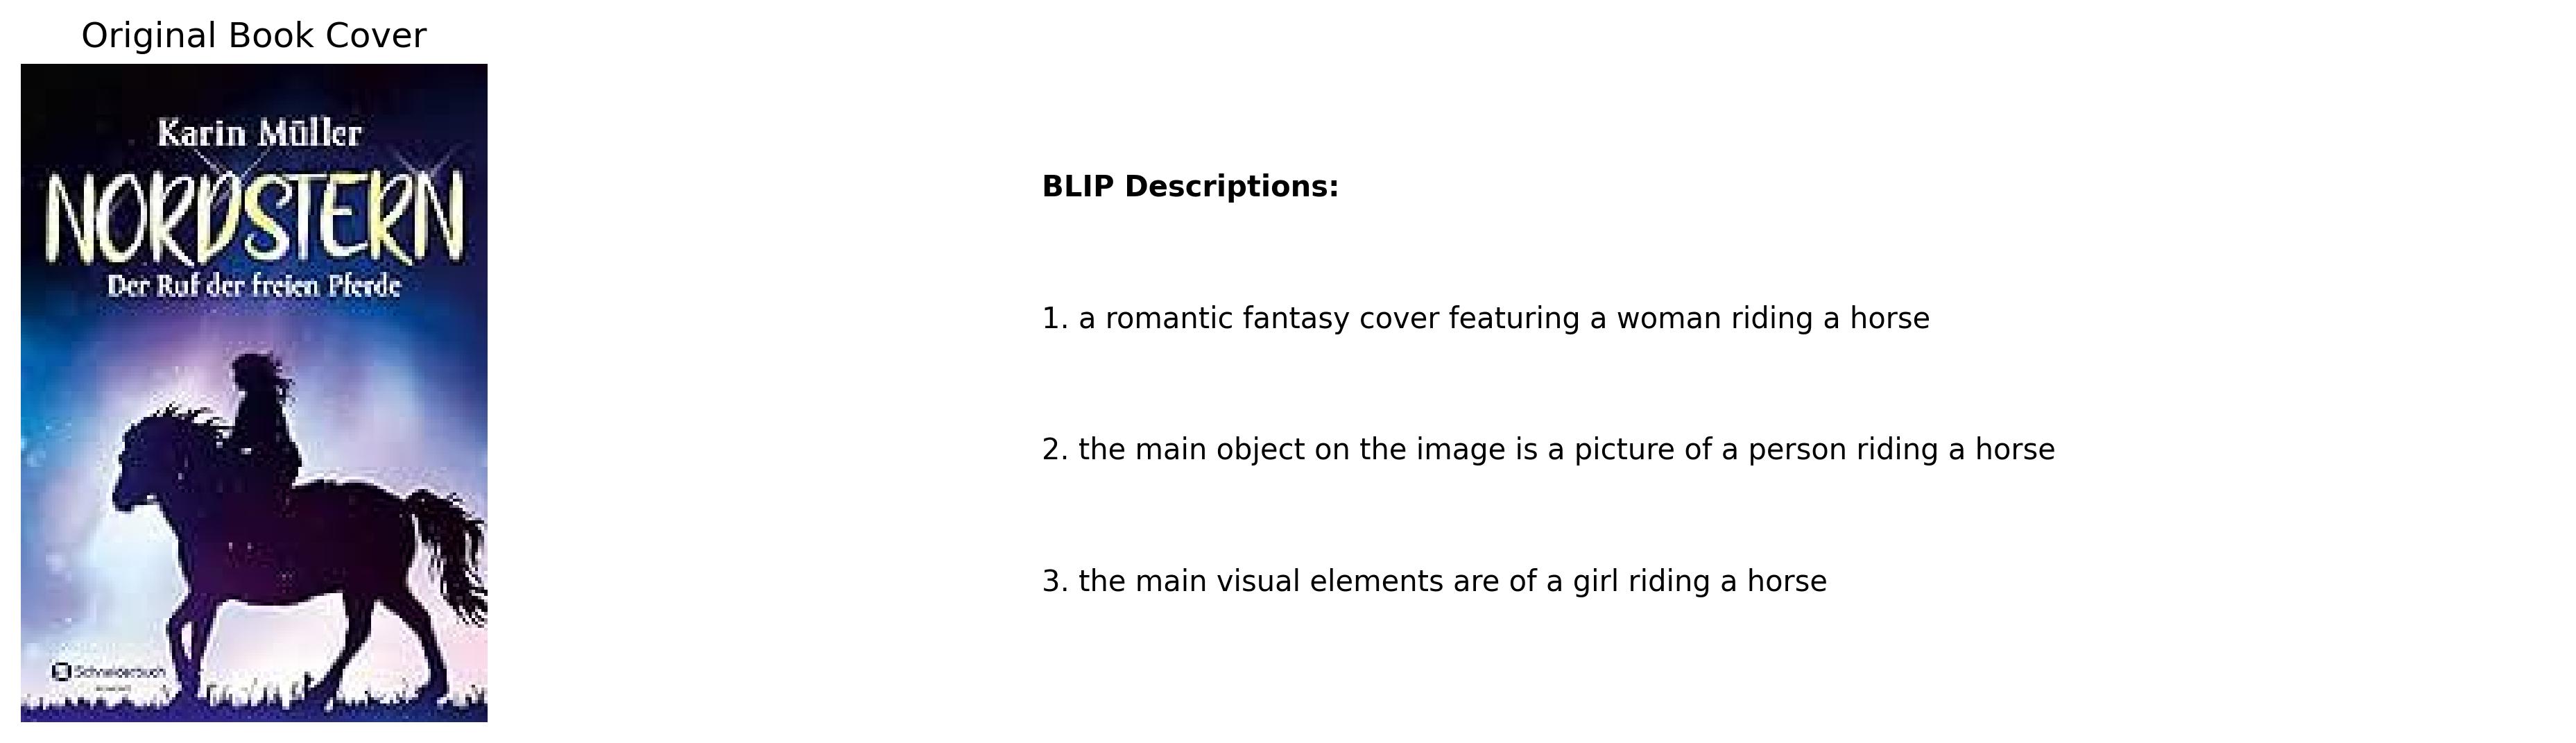 Original Book Cover
Karin Müller
NORDSTERN
Der Ruf der freien Pferde
Schneiderbuch
BLIP Descriptions:
1. a romantic fantasy cover featuring a woman riding a horse
2. the main object on the image is a picture of a person riding a horse
3. the main visual elements are of a girl riding a horse